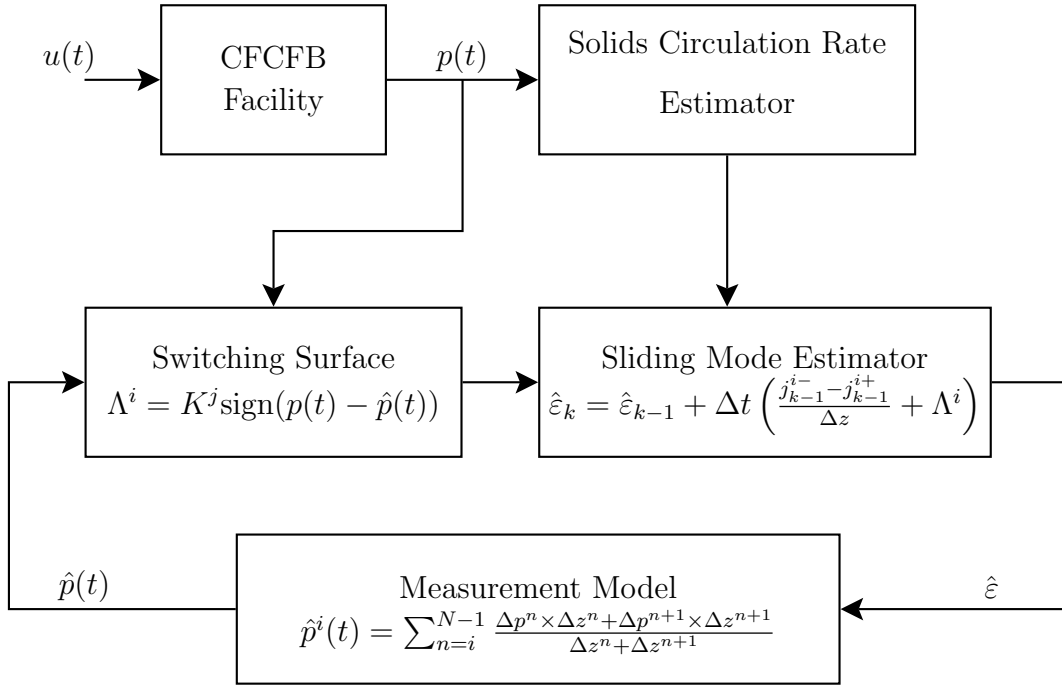 u(t)
CFCFB
Facility
p(t)
Solids Circulation Rate
Estimator
Switching Surface
Λ^i = K^j sign(p(t) − p̂(t))
Sliding Mode Estimator
ε̂_k = ε̂_{k−1} + Δt ( (j^{i−}_{k−1} − j^{i+}_{k−1}) / Δz + Λ^i )
p̂(t)
Measurement Model
p̂^i(t) = ∑_{n=i}^{N−1} (Δp^n × Δz^n + Δp^{n+1} × Δz^{n+1}) / (Δz^n + Δz^{n+1})
ε̂